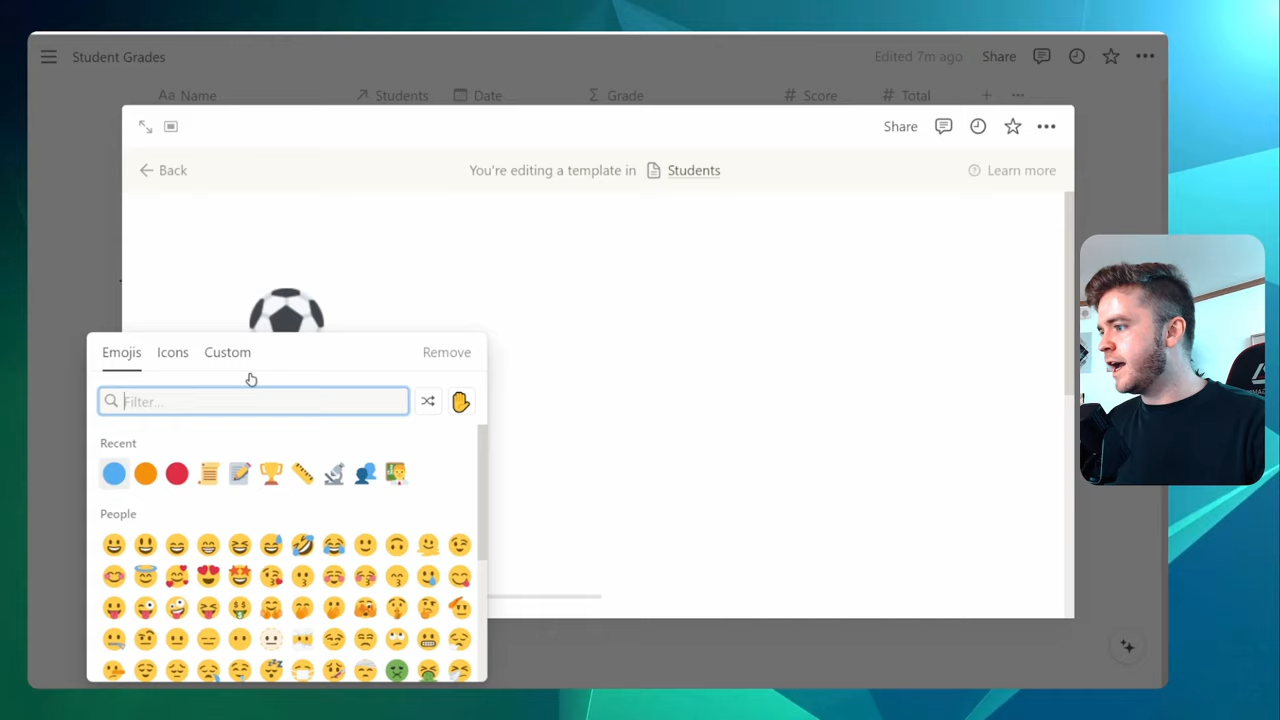 Student Grades
Edited 7m ago
Share
Aa Name
Students
Date
Σ Grade
# Score
# Total
Share
Back
You're editing a template in
Students
Learn more
Emojis
Icons
Custom
Remove
Filter...
Recent
People